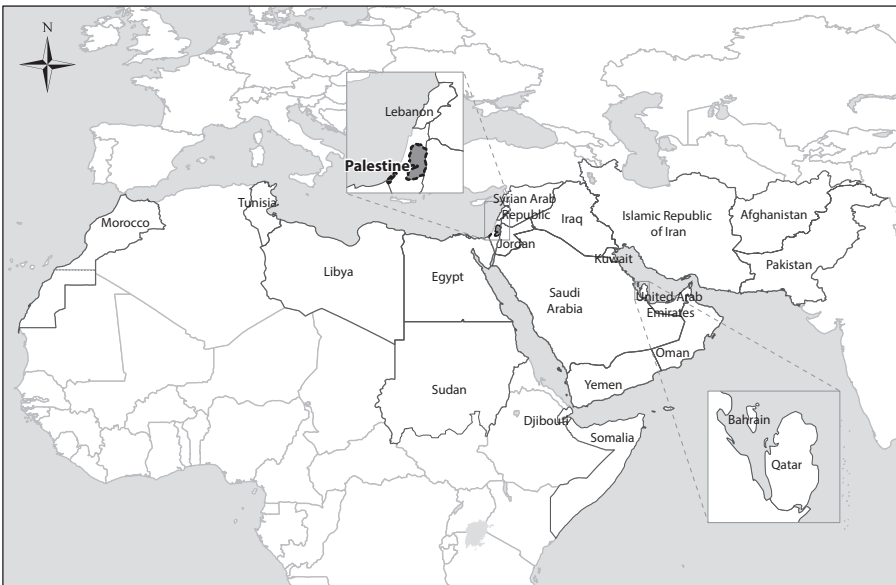 N
Lebanon
Palestine
Morocco
Tunisia
Libya
Egypt
Syrian Arab
Republic
Jordan
Iraq
Kuwait
Islamic Republic
of Iran
Afghanistan
Pakistan
Saudi
Arabia
United Arab
Emirates
Oman
Yemen
Sudan
Djibouti
Somalia
Bahrain
Qatar